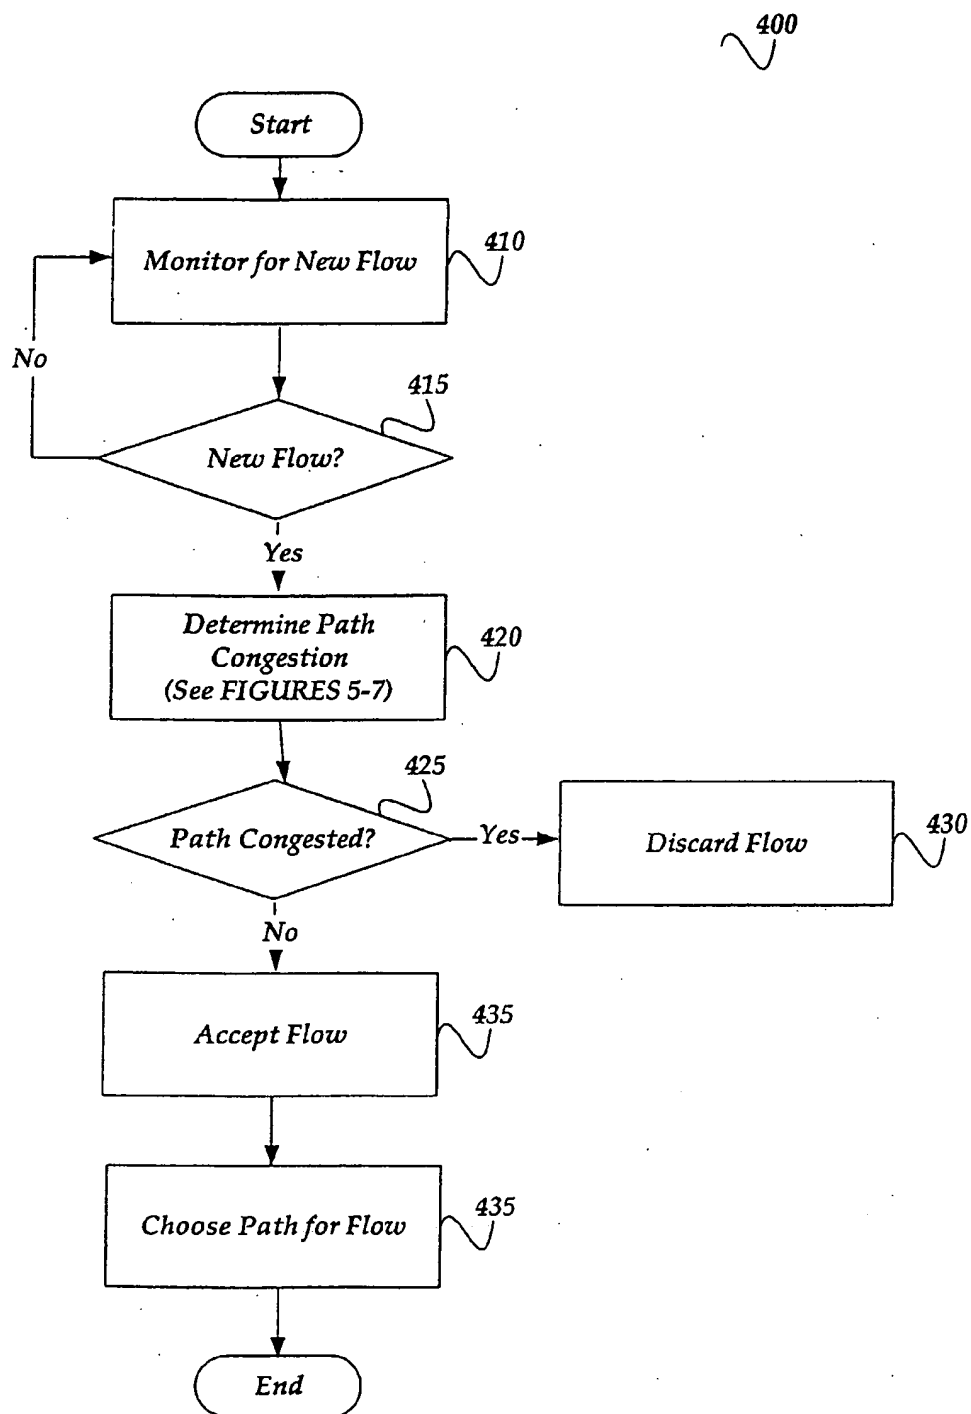 400
Start
Monitor for New Flow
410
No
415
New Flow?
Yes
Determine Path
Congestion
(See FIGURES 5-7)
420
425
Path Congested?
Yes
Discard Flow
430
No
Accept Flow
435
Choose Path for Flow
435
End